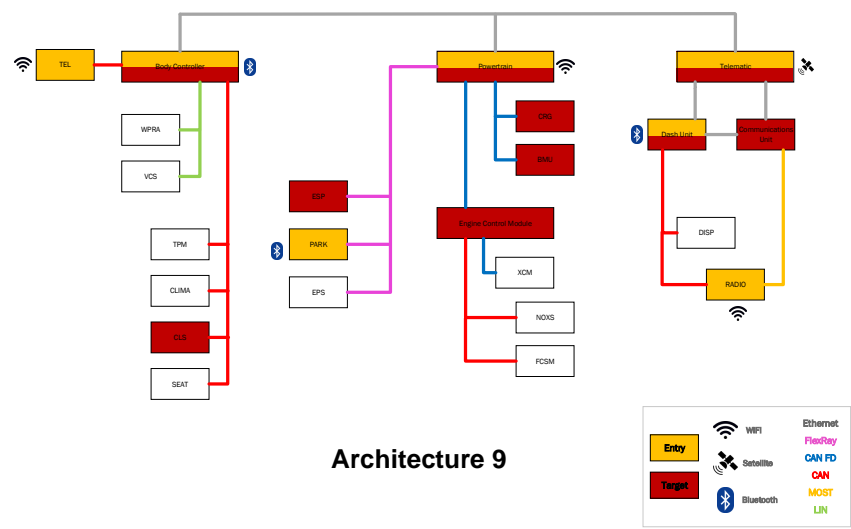 TEL
Body Controller
Powertrain
Telematic
CRS
WPRA
Dash Unit
Communications
Unit
BMU
VCS
ESP
Engine Control Module
DISP
TPM
PARK
XCM
CLIMA
EPS
RADIO
NOXS
CLS
FCSM
SEAT
Architecture 9
Entry
Target
WiFi
Satellite
Bluetooth
Ethernet
FlexRay
CAN FD
CAN
MOST
LIN